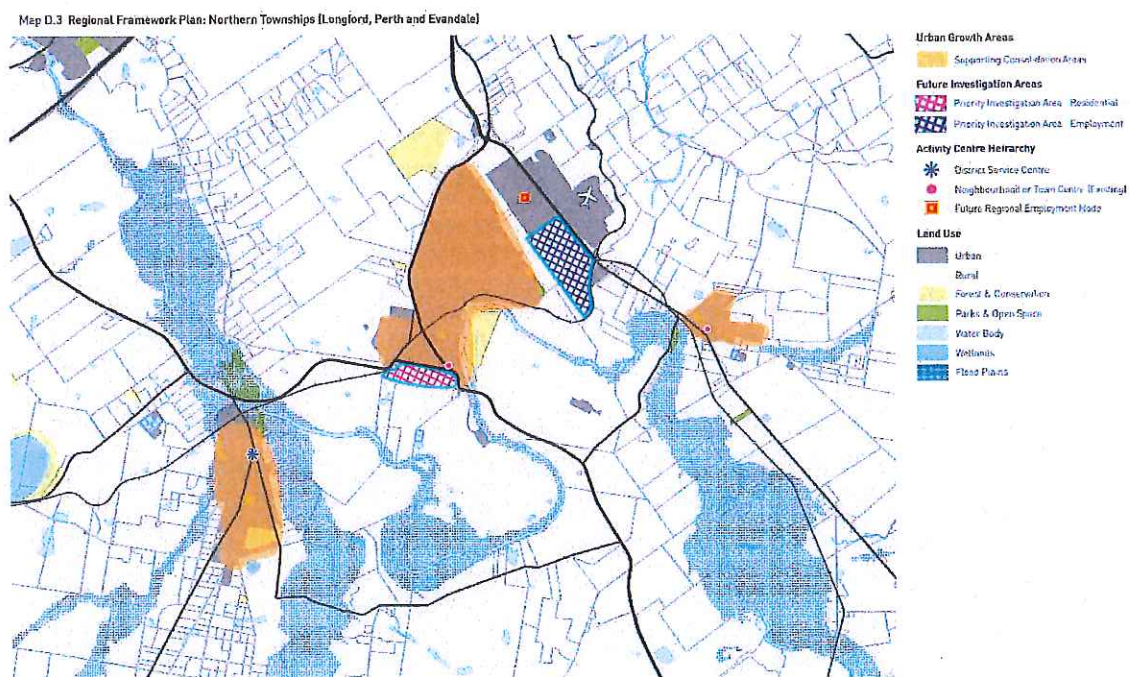 Map D.3 Regional Framework Plan: Northern Townships (Longford, Perth and Evandale)
Urban Growth Areas
Supporting Consolidation Areas
Future Investigation Areas
Priority Investigation Area Residential
Priority Investigation Area Employment
Activity Centre Heirarchy
District Service Centre
Neighbourhood or Town Centre (Existing)
Future Regional Employment Node
Land Use
Urban
Rural
Forest & Conservation
Parks & Open Space
Water Body
Wetlands
Flood Plains